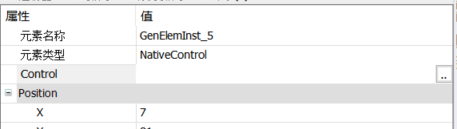 属性 值
元素名称 GenElemInst_5
元素类型 NativeControl
Control ..
Position
X 7